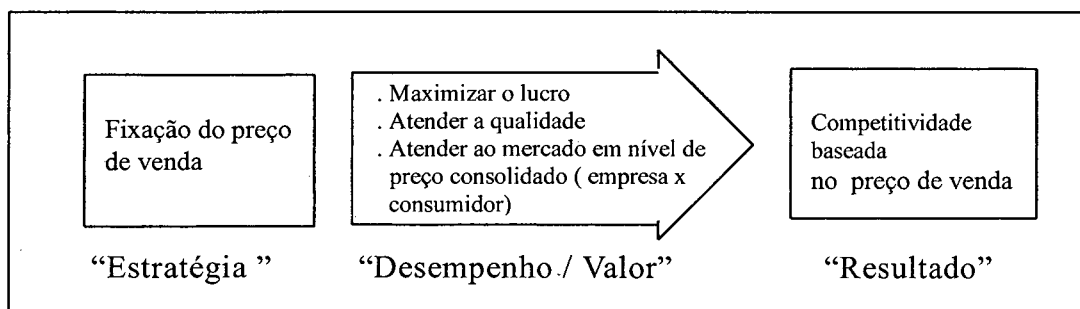 Fixação do preço
de venda
. Maximizar o lucro
. Atender a qualidade
. Atender ao mercado em nível de
preço consolidado ( empresa x
consumidor)
Competitividade
baseada
no preço de venda
“Estratégia ”
“Desempenho / Valor”
“Resultado”